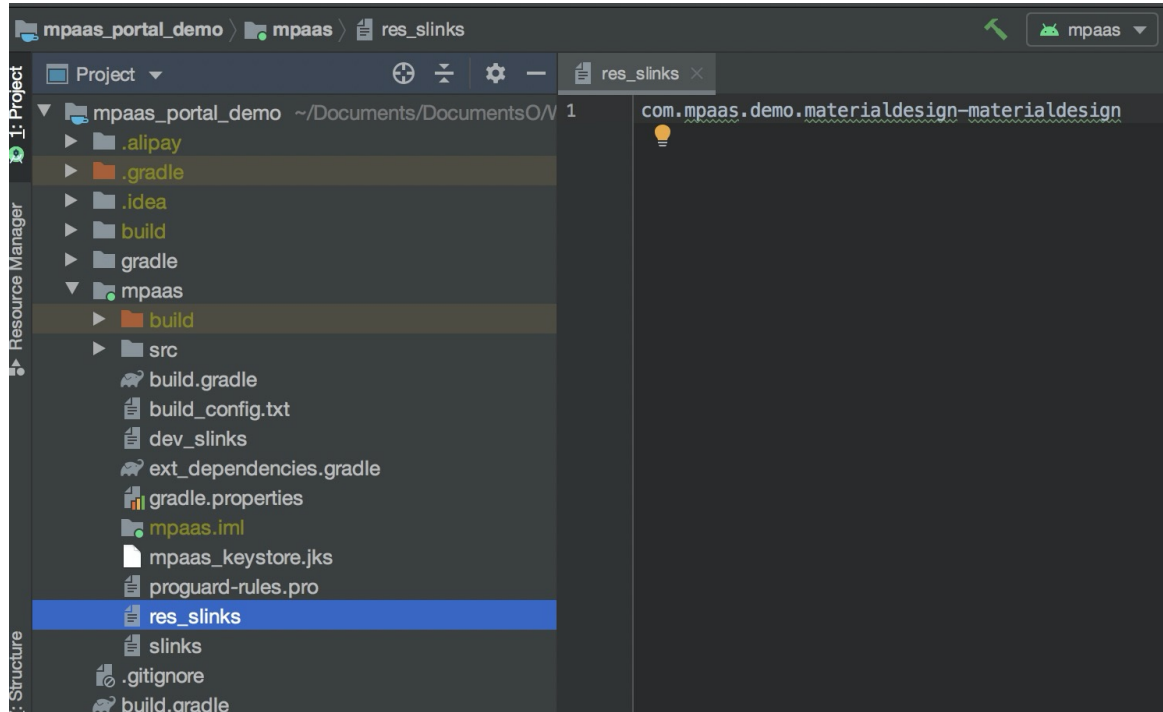 mpaas_portal_demo mpaas res_slinks
mpaas
Project
res_slinks
1: Project
Resource Manager
Structure
mpaas_portal_demo ~/Documents/DocumentsO/
.alipay
.gradle
.idea
build
gradle
mpaas
build
src
build.gradle
build_config.txt
dev_slinks
ext_dependencies.gradle
gradle.properties
mpaas.iml
mpaas_keystore.jks
proguard-rules.pro
res_slinks
slinks
.gitignore
build.gradle
1 com.mpaas.demo.materialdesign-materialdesign